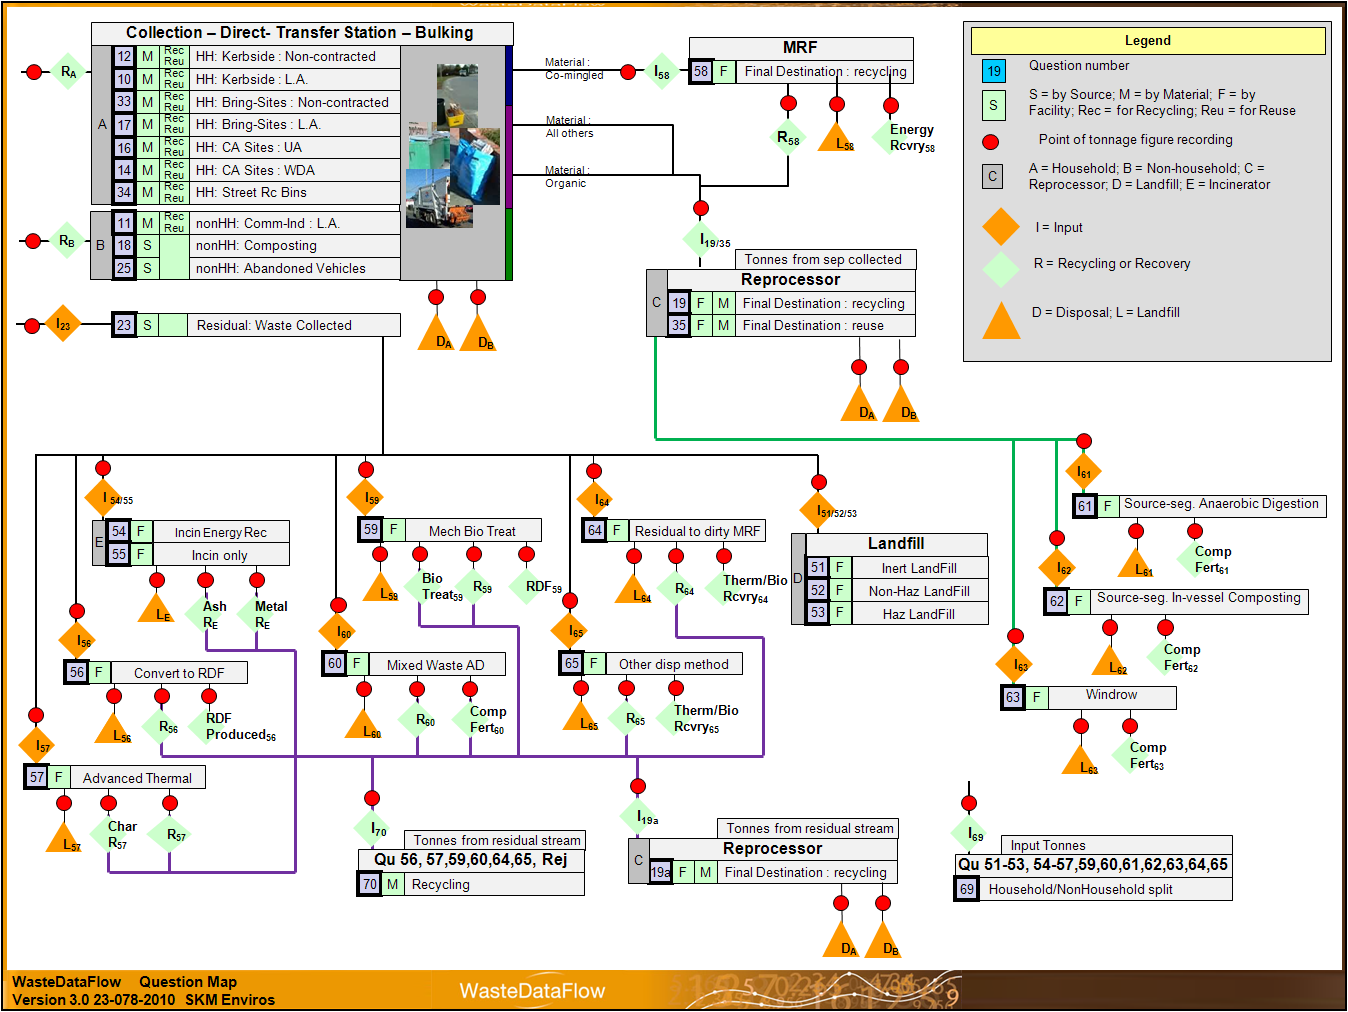 WasteDataFlow
Collection – Direct- Transfer Station – Bulking
12 M Rec Reu HH: Kerbside : Non-contracted
10 M Rec Reu HH: Kerbside : L.A.
33 M Rec Reu HH: Bring-Sites : Non-contracted
A 17 M Rec Reu HH: Bring-Sites : L.A.
16 M Rec Reu HH: CA Sites : UA
14 M Rec Reu HH: CA Sites : WDA
34 M Rec Reu HH: Street Rc Bins
RA
11 M Rec Reu nonHH: Comm-Ind : L.A.
B 18 S nonHH: Composting
25 S nonHH: Abandoned Vehicles
RB
I23
23 S Residual: Waste Collected
DA DB
Material :
Co-mingled
Material :
All others
Material :
Organic
I58
MRF
58 F Final Destination : recycling
R58 L58 Energy
Rcvry58
I19/35
Tonnes from sep collected
Reprocessor
C 19 F M Final Destination : recycling
35 F M Final Destination : reuse
DA DB
Legend
19 Question number
S S = by Source; M = by Material; F = by
Facility; Rec = for Recycling; Reu = for Reuse
Point of tonnage figure recording
C A = Household; B = Non-household; C =
Reprocessor; D = Landfill; E = Incinerator
I = Input
R = Recycling or Recovery
D = Disposal; L = Landfill
I54/55
E 54 F Incin Energy Rec
55 F Incin only
LE Ash
RE Metal
RE
I56
56 F Convert to RDF
L56 R56 RDF
Produced56
I57
57 F Advanced Thermal
L57 Char
R57 R57
I59
59 F Mech Bio Treat
L59 Bio
Treat59 R59 RDF59
I60
60 F Mixed Waste AD
L60 R60 Comp
Fert60
I64
64 F Residual to dirty MRF
L64 R64 Therm/Bio
Rcvry64
I65
65 F Other disp method
L65 R65 Therm/Bio
Rcvry65
I51/52/53
Landfill
D 51 F Inert LandFill
52 F Non-Haz LandFill
53 F Haz LandFill
I61
61 F Source-seg. Anaerobic Digestion
L61 Comp
Fert61
I62
62 F Source-seg. In-vessel Composting
L62 Comp
Fert62
I63
63 F Windrow
L63 Comp
Fert63
I70
Tonnes from residual stream
Qu 56, 57,59,60,64,65, Rej
70 M Recycling
I19a
Tonnes from residual stream
Reprocessor
C 19a F M Final Destination : recycling
DA DB
I69
Input Tonnes
Qu 51-53, 54-57,59,60,61,62,63,64,65
69 Household/NonHousehold split
WasteDataFlow Question Map
Version 3.0 23-078-2010 SKM Enviros
WasteDataFlow